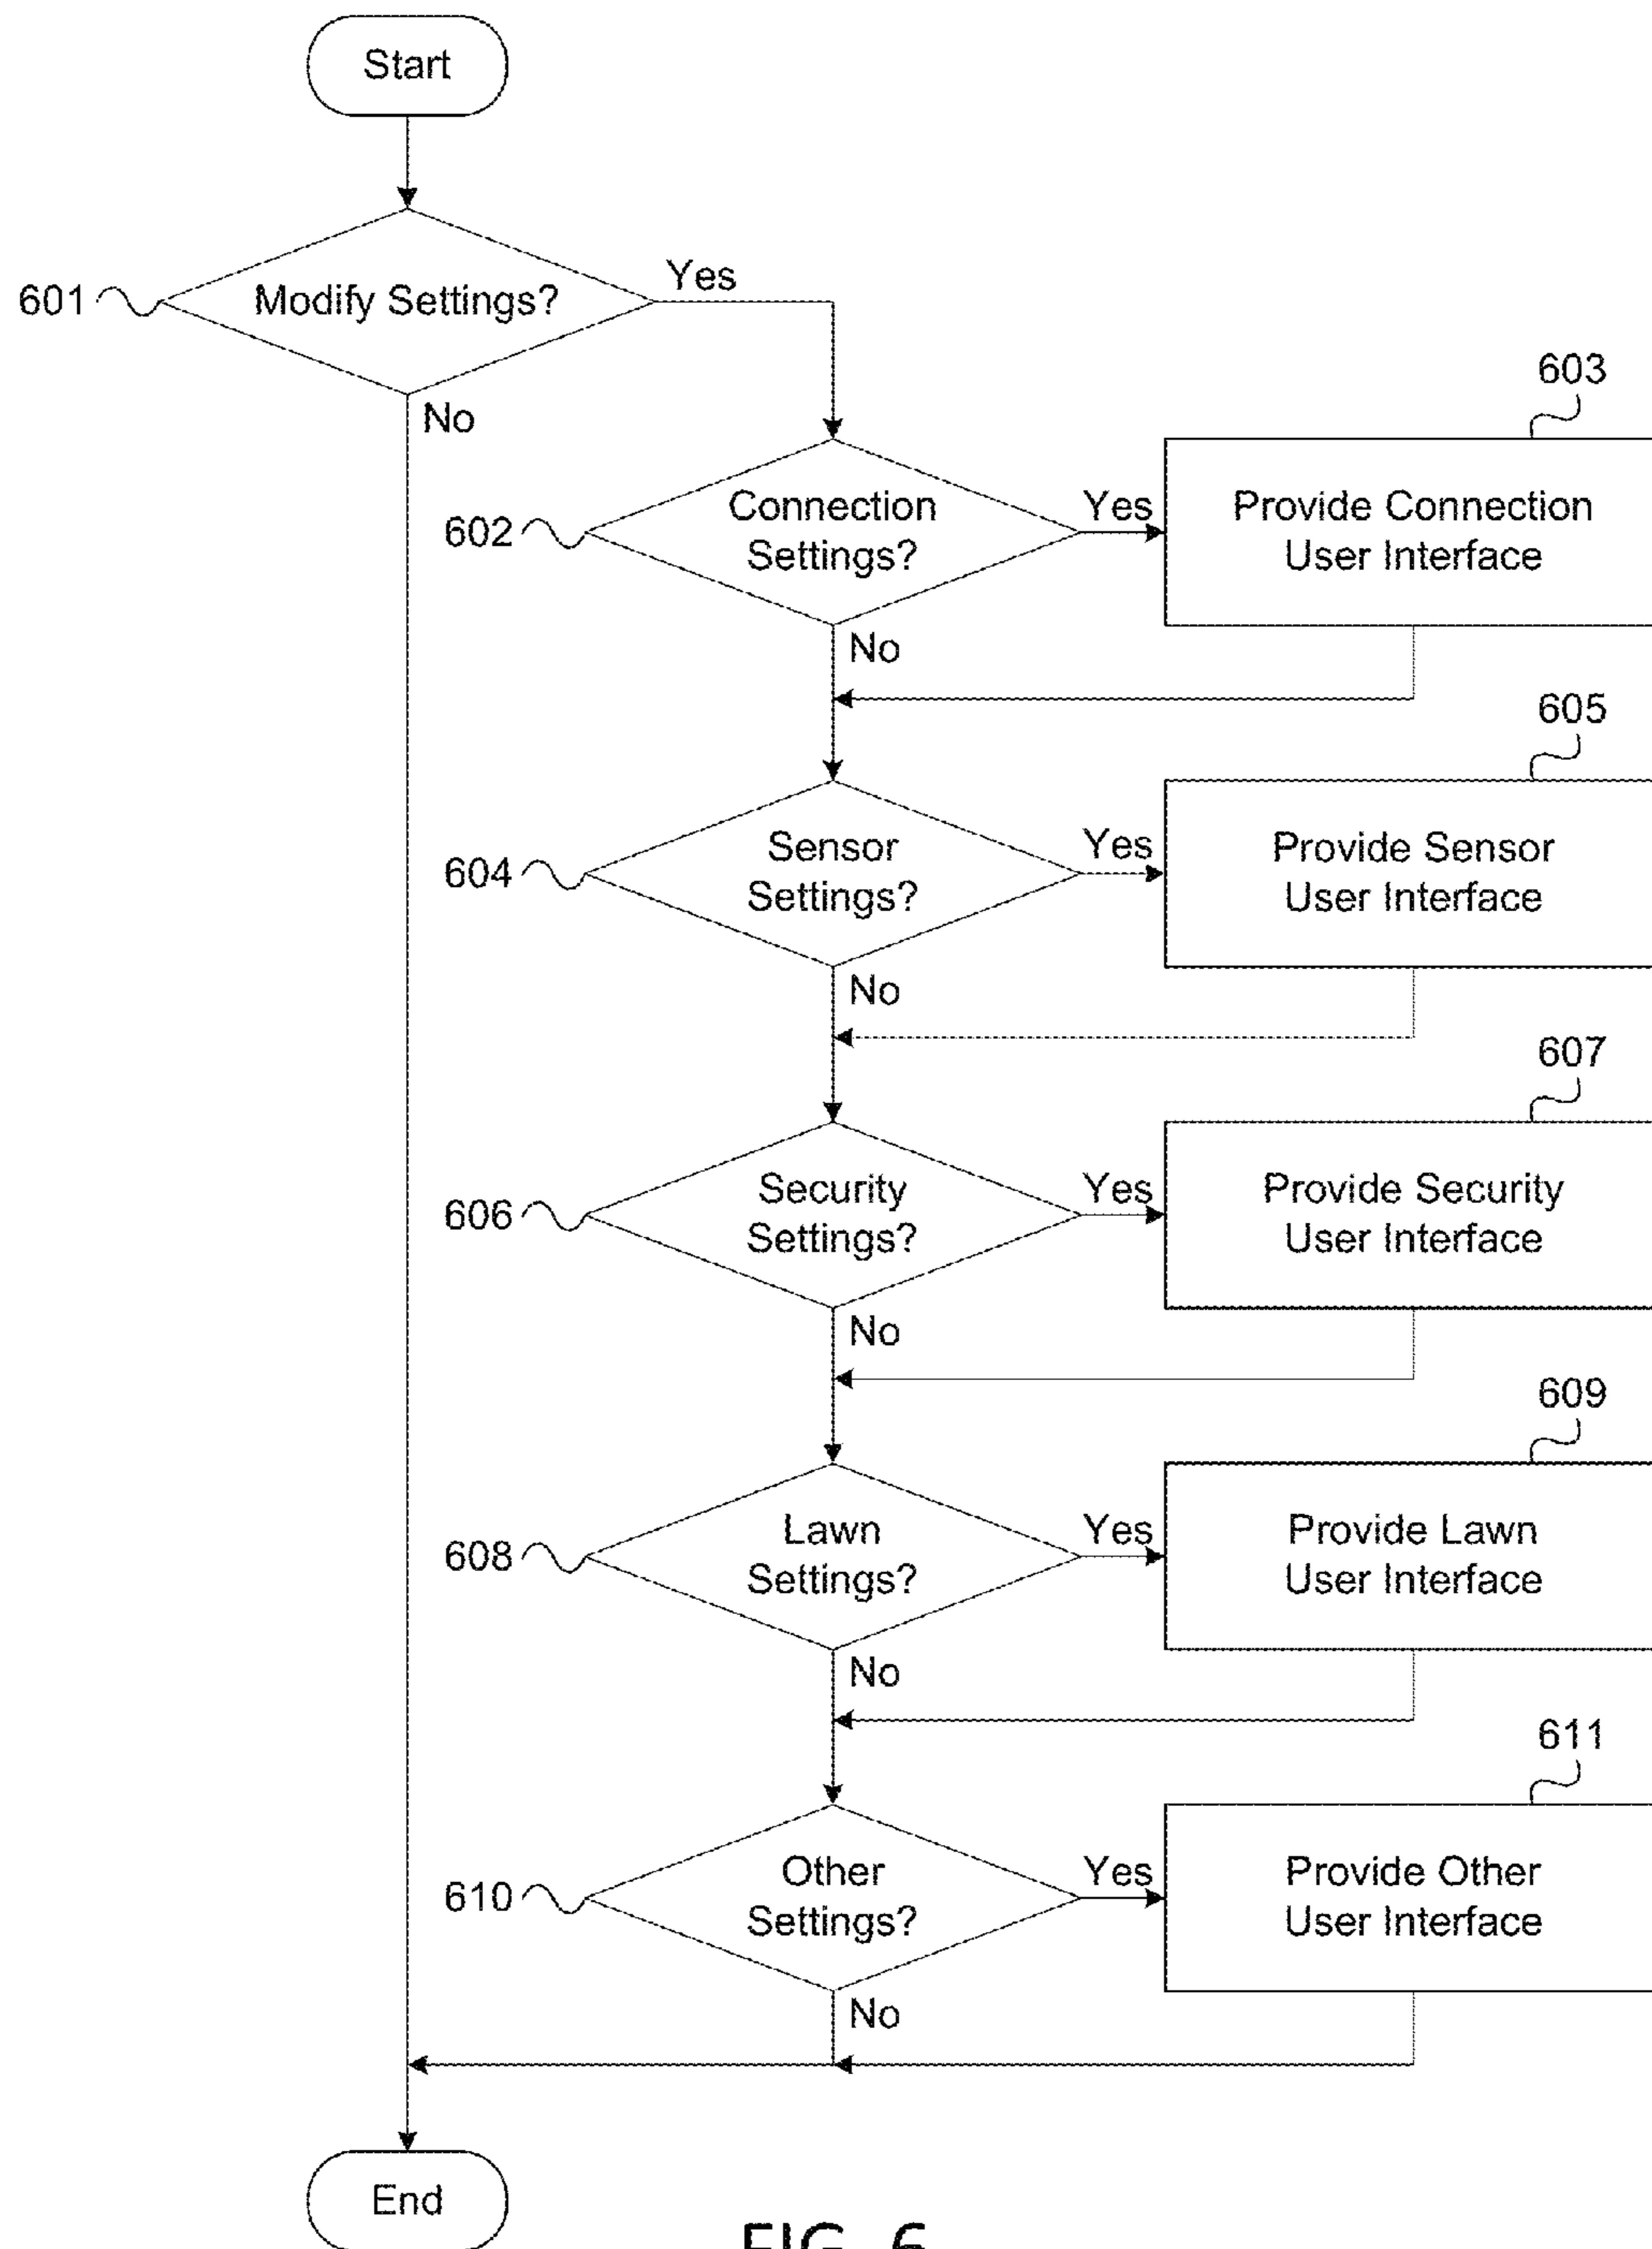 Start
601
Modify Settings?
Yes
No
602
Connection
Settings?
Yes
No
603
Provide Connection
User Interface
604
Sensor
Settings?
Yes
No
605
Provide Sensor
User Interface
606
Security
Settings?
Yes
No
607
Provide Security
User Interface
608
Lawn
Settings?
Yes
No
609
Provide Lawn
User Interface
610
Other
Settings?
Yes
No
611
Provide Other
User Interface
End
FIG. 6